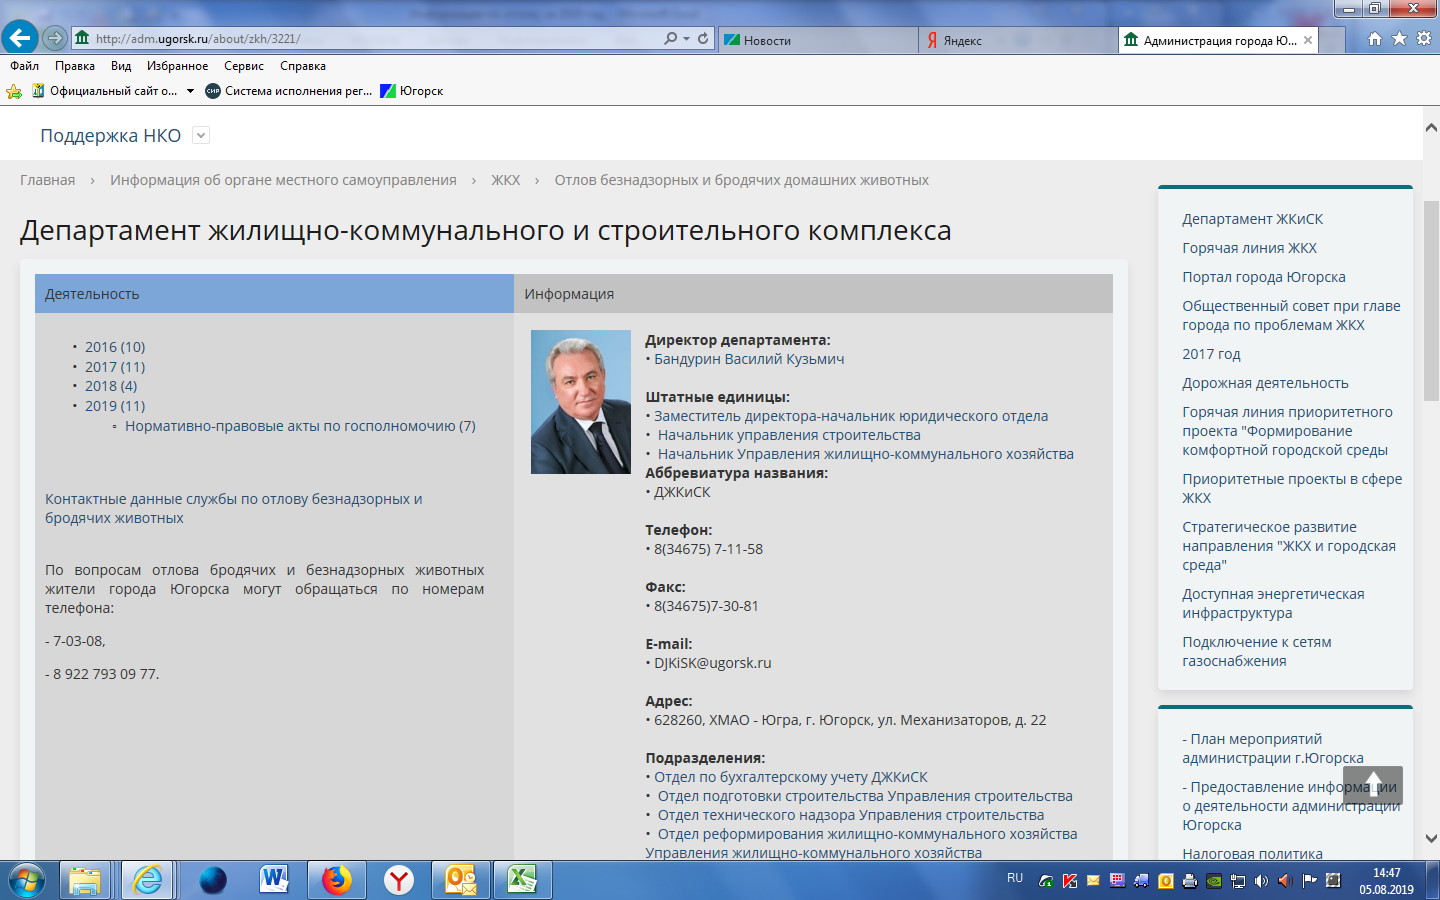 http://adm.ugorsk.ru/about/zkh/3221/
Новости
Яндекс
Администрация города Ю...
Файл Правка Вид Избранное Сервис Справка
Официальный сайт о... Система исполнения рег... Югорск
Поддержка НКО
Главная › Информация об органе местного самоуправления › ЖКХ › Отлов безнадзорных и бродячих домашних животных
Департамент жилищно-коммунального и строительного комплекса
Деятельность
• 2016 (10)
• 2017 (11)
• 2018 (4)
• 2019 (11)
▫ Нормативно-правовые акты по госполномочию (7)
Контактные данные службы по отлову безнадзорных и
бродячих животных
По вопросам отлова бродячих и безнадзорных животных
жители города Югорска могут обращаться по номерам
телефона:
- 7-03-08,
- 8 922 793 09 77.
Информация
Директор департамента:
• Бандурин Василий Кузьмич
Штатные единицы:
• Заместитель директора-начальник юридического отдела
• Начальник управления строительства
• Начальник Управления жилищно-коммунального хозяйства
Аббревиатура названия:
• ДЖКиСК
Телефон:
• 8(34675) 7-11-58
Факс:
• 8(34675)7-30-81
E-mail:
• DJKiSK@ugorsk.ru
Адрес:
• 628260, ХМАО - Югра, г. Югорск, ул. Механизаторов, д. 22
Подразделения:
• Отдел по бухгалтерскому учету ДЖКиСК
• Отдел подготовки строительства Управления строительства
• Отдел технического надзора Управления строительства
• Отдел реформирования жилищно-коммунального хозяйства
Управления жилищно-коммунального хозяйства
Департамент ЖКиСК
Горячая линия ЖКХ
Портал города Югорска
Общественный совет при главе
города по проблемам ЖКХ
2017 год
Дорожная деятельность
Горячая линия приоритетного
проекта "Формирование
комфортной городской среды
Приоритетные проекты в сфере
ЖКХ
Стратегическое развитие
направления "ЖКХ и городская
среда"
Доступная энергетическая
инфраструктура
Подключение к сетям
газоснабжения
- План мероприятий
администрации г.Югорска
- Предоставление информации
о деятельности администрации
Югорска
Налоговая политика
RU
14:47
05.08.2019